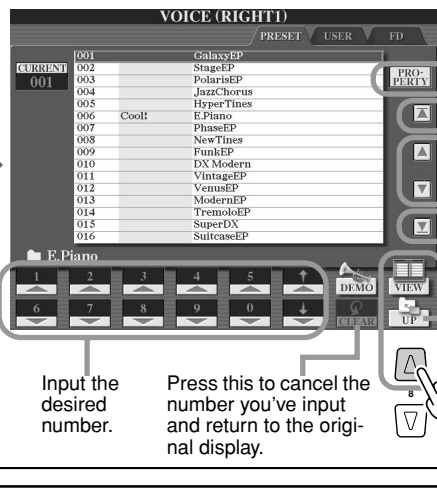 VOICE (RIGHT1)
PRESET USER FD
CURRENT
001
001 GalaxyEP
002 StageEP
003 PolarisEP
004 JazzChorus
005 HyperTines
006 Cool! E.Piano
007 PhaseEP
008 NewTines
009 FunkEP
010 DX Modern
011 VintageEP
012 VenusEP
013 ModernEP
014 TremoloEP
015 SuperDX
016 SuitcaseEP
PRO-
PERTY
E.Piano
1 2 3 4 5
DEMO VIEW
6 7 8 9 0
CLEAR UP
8
Input the
desired
number.
Press this to cancel the
number you’ve input
and return to the origi-
nal display.